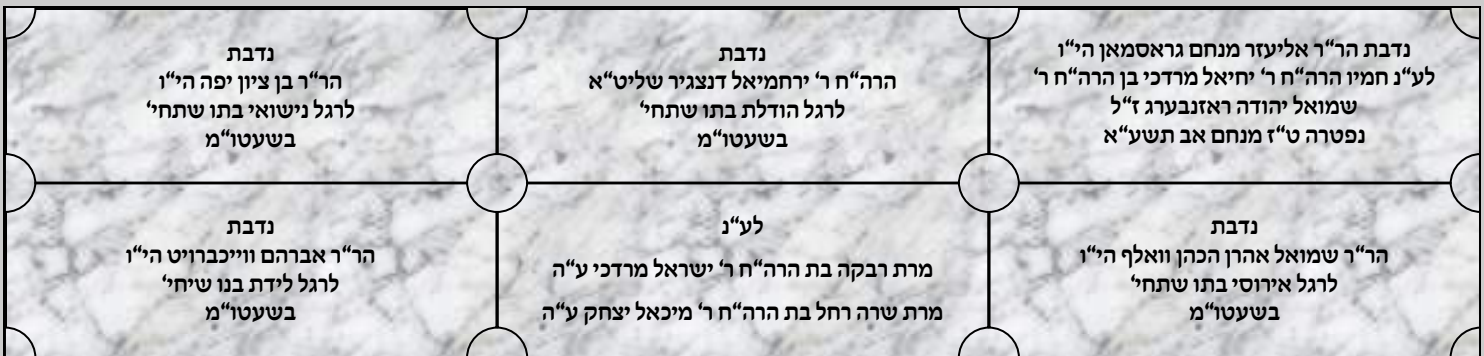 נדבת הר"ר אליעזר מנחם גראסמאן הי"ו
לע"נ חמיו הרה"ח ר' יחיאל מרדכי בן הרה"ח ר'
שמואל יהודה ראזנבערג ז"ל
נפטרה ט"ז מנחם אב תשע"א
נדבת
הרה"ח ר' ירחמיאל דנצגיר שליט"א
לרגל הודלת בתו שתחי'
בשעטו"מ
נדבת
הר"ר בן ציון יפה הי"ו
לרגל נישואי בתו שתחי'
בשעטו"מ
נדבת
הר"ר שמואל אהרן הכהן וואלף הי"ו
לרגל אירוסי בתו שתחי'
בשעטו"מ
לע"נ
מרת רבקה בת הרה"ח ר' ישראל מרדכי ע"ה
מרת שרה רחל בת הרה"ח ר' מיכאל יצחק ע"ה
נדבת
הר"ר אברהם ווייכברויט הי"ו
לרגל לידת בנו שיחי'
בשעטו"מ